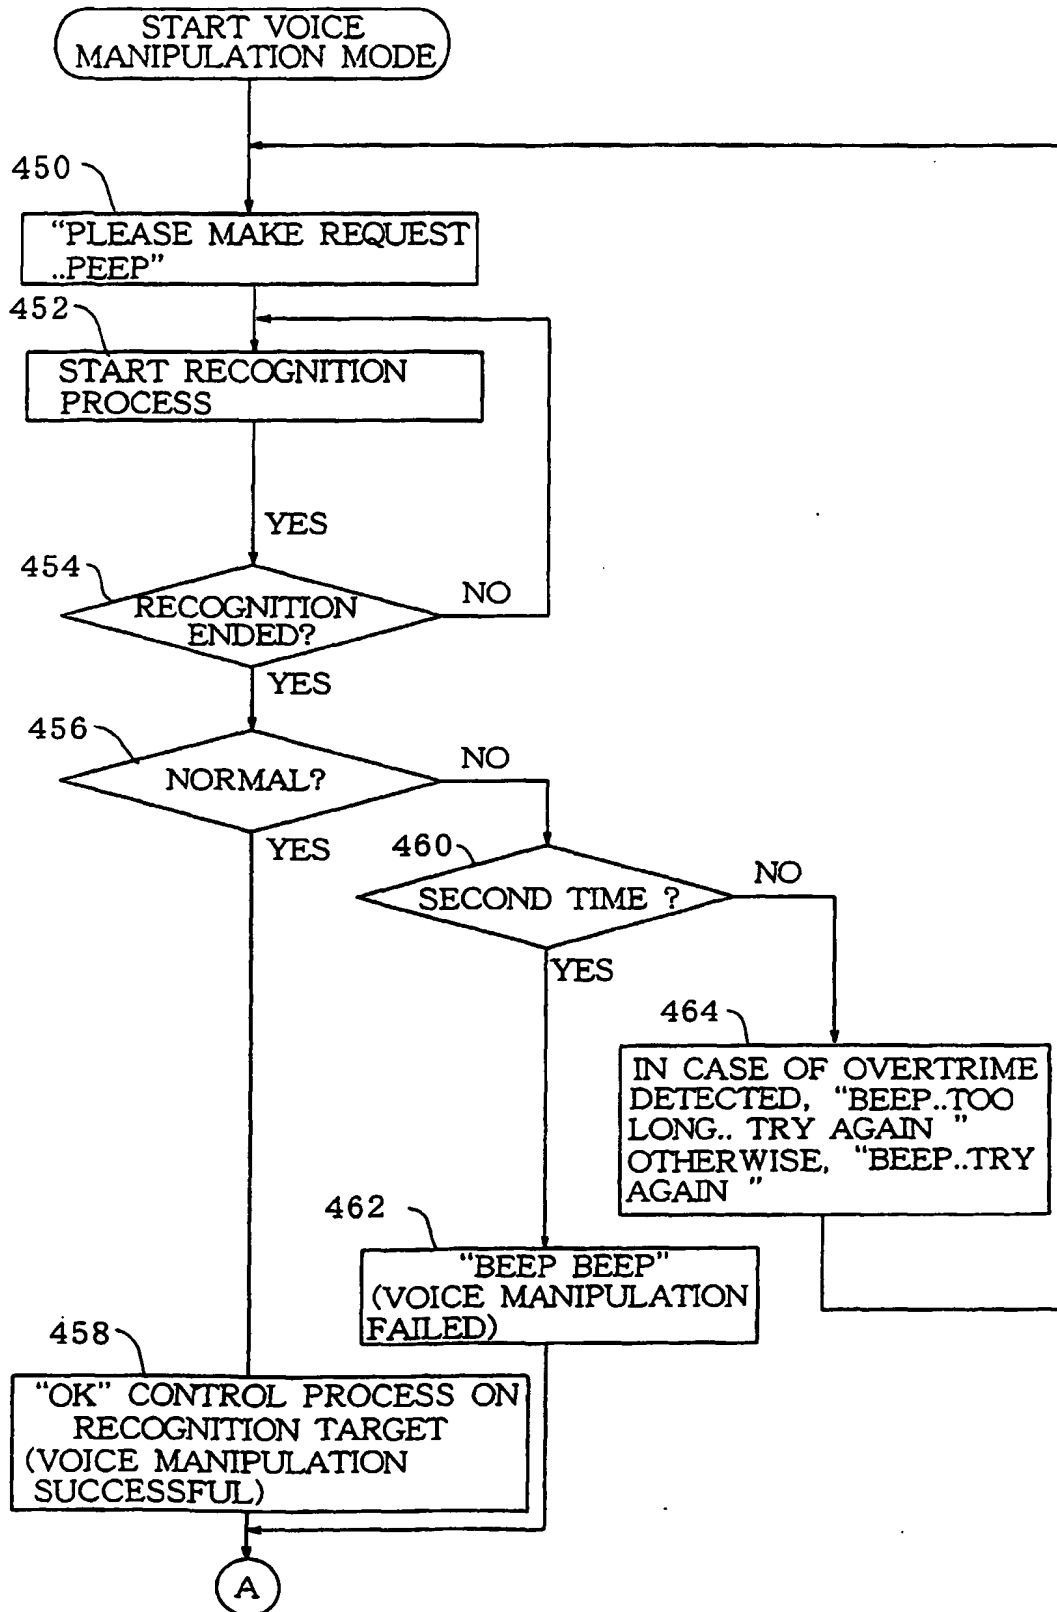 START VOICE
MANIPULATION MODE
450
“PLEASE MAKE REQUEST
..PEEP”
452
START RECOGNITION
PROCESS
YES
454
RECOGNITION
ENDED?
NO
YES
456
NORMAL?
NO
YES
460
SECOND TIME ?
NO
YES
464
IN CASE OF OVERTRIME
DETECTED, “BEEP..TOO
LONG.. TRY AGAIN ”
OTHERWISE, “BEEP..TRY
AGAIN ”
462
“BEEP BEEP”
(VOICE MANIPULATION
FAILED)
458
“OK” CONTROL PROCESS ON
RECOGNITION TARGET
(VOICE MANIPULATION
SUCCESSFUL)
A